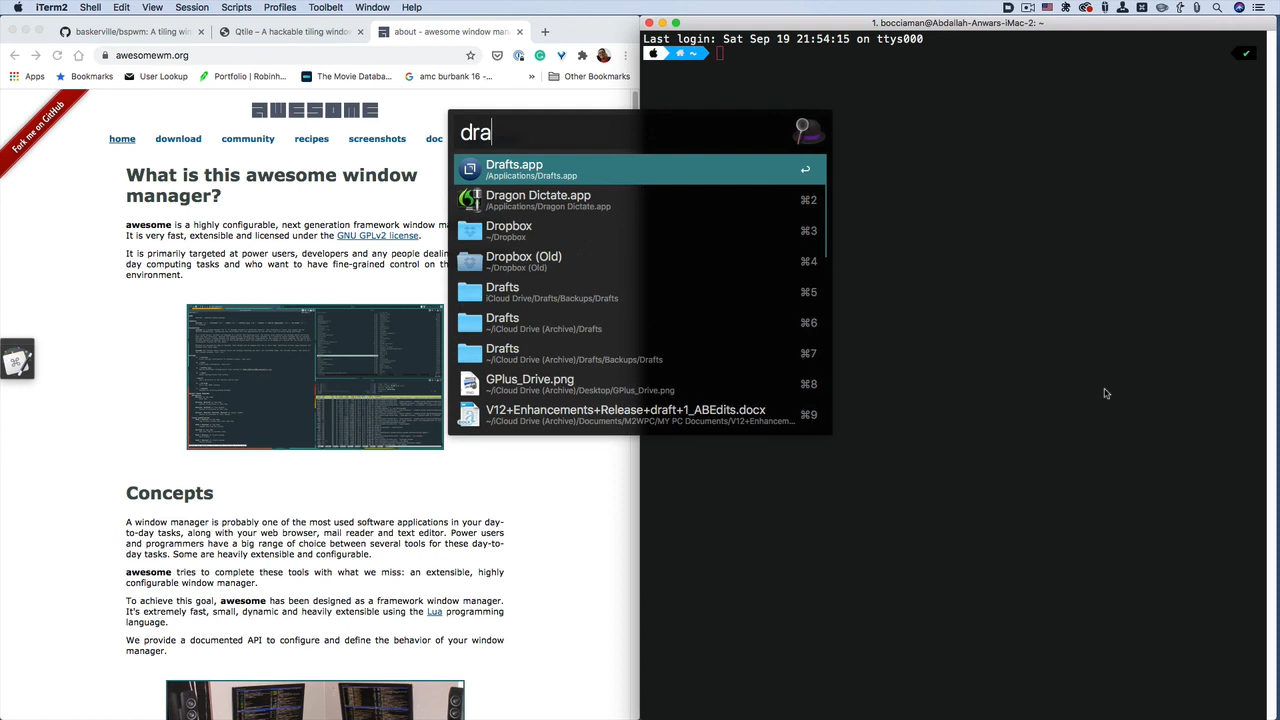 iTerm2 Shell Edit View Session Scripts Profiles Toolbelt Window Help
baskerville/bspwm: A tiling win
Qtile – A hackable tiling window
about - awesome window man
1. bocciaman@Abdallah-Anwars-iMac-2: ~
awesomewm.org
Apps
Bookmarks
User Lookup
Portfolio | Robinh...
The Movie Databa...
amc burbank 16 -...
»
Other Bookmarks
Last login: Sat Sep 19 21:54:15 on ttys000
~
Fork me on GitHub
awesome
home download community recipes screenshots doc
What is this awesome window
manager?
awesome is a highly configurable, next generation framework window ma
It is very fast, extensible and licensed under the GNU GPLv2 license.
It is primarily targeted at power users, developers and any people dealin
day computing tasks and who want to have fine-grained control on th
environment.
dra
Drafts.app
/Applications/Drafts.app
Dragon Dictate.app
/Applications/Dragon Dictate.app
⌘2
Dropbox
~/Dropbox
⌘3
Dropbox (Old)
~/Dropbox (Old)
⌘4
Drafts
iCloud Drive/Drafts/Backups/Drafts
⌘5
Drafts
~/iCloud Drive (Archive)/Drafts
⌘6
Drafts
~/iCloud Drive (Archive)/Drafts/Backups/Drafts
⌘7
GPlus_Drive.png
~/iCloud Drive (Archive)/Desktop/GPlus_Drive.png
⌘8
V12+Enhancements+Release+draft+1_ABEdits.docx
~/iCloud Drive (Archive)/Documents/M2WPC/MY PC Documents/V12+Enhancem...
⌘9
Concepts
A window manager is probably one of the most used software applications in your day-
to-day tasks, along with your web browser, mail reader and text editor. Power users
and programmers have a big range of choice between several tools for these day-to-
day tasks. Some are heavily extensible and configurable.
awesome tries to complete these tools with what we miss: an extensible, highly
configurable window manager.
To achieve this goal, awesome has been designed as a framework window manager.
It's extremely fast, small, dynamic and heavily extensible using the Lua programming
language.
We provide a documented API to configure and define the behavior of your window
manager.